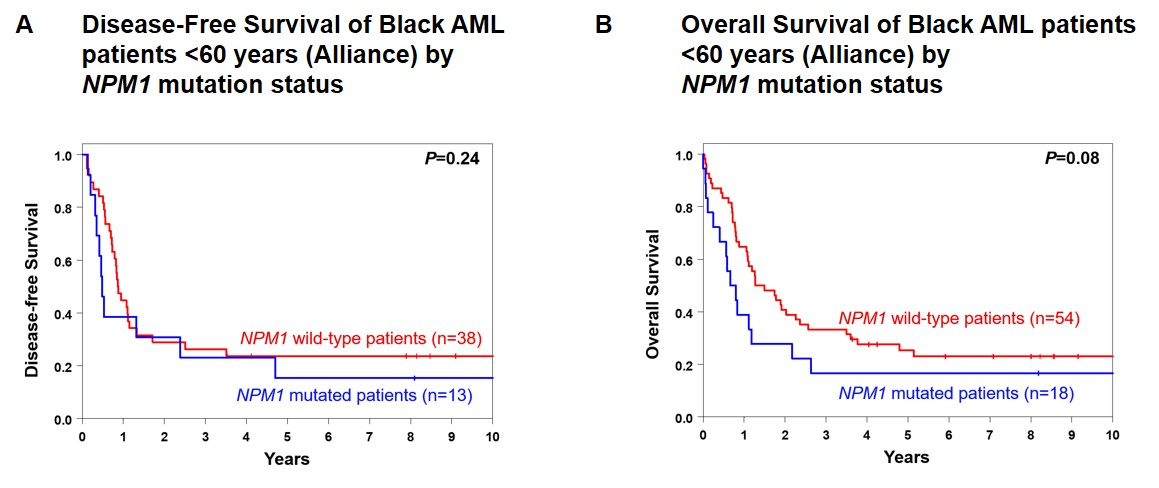 A
Disease-Free Survival of Black AML
patients <60 years (Alliance) by
NPM1 mutation status
P=0.24
1.0
0.8
0.6
0.4
0.2
0.0
Disease-free Survival
NPM1 wild-type patients (n=38)
NPM1 mutated patients (n=13)
0 1 2 3 4 5 6 7 8 9 10
Years
B
Overall Survival of Black AML patients
<60 years (Alliance) by
NPM1 mutation status
P=0.08
1.0
0.8
0.6
0.4
0.2
0.0
Overall Survival
NPM1 wild-type patients (n=54)
NPM1 mutated patients (n=18)
0 1 2 3 4 5 6 7 8 9 10
Years